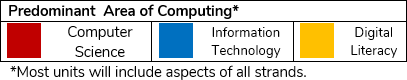 Predominant Area of Computing*
Computer Science
Information Technology
Digital Literacy
*Most units will include aspects of all strands.